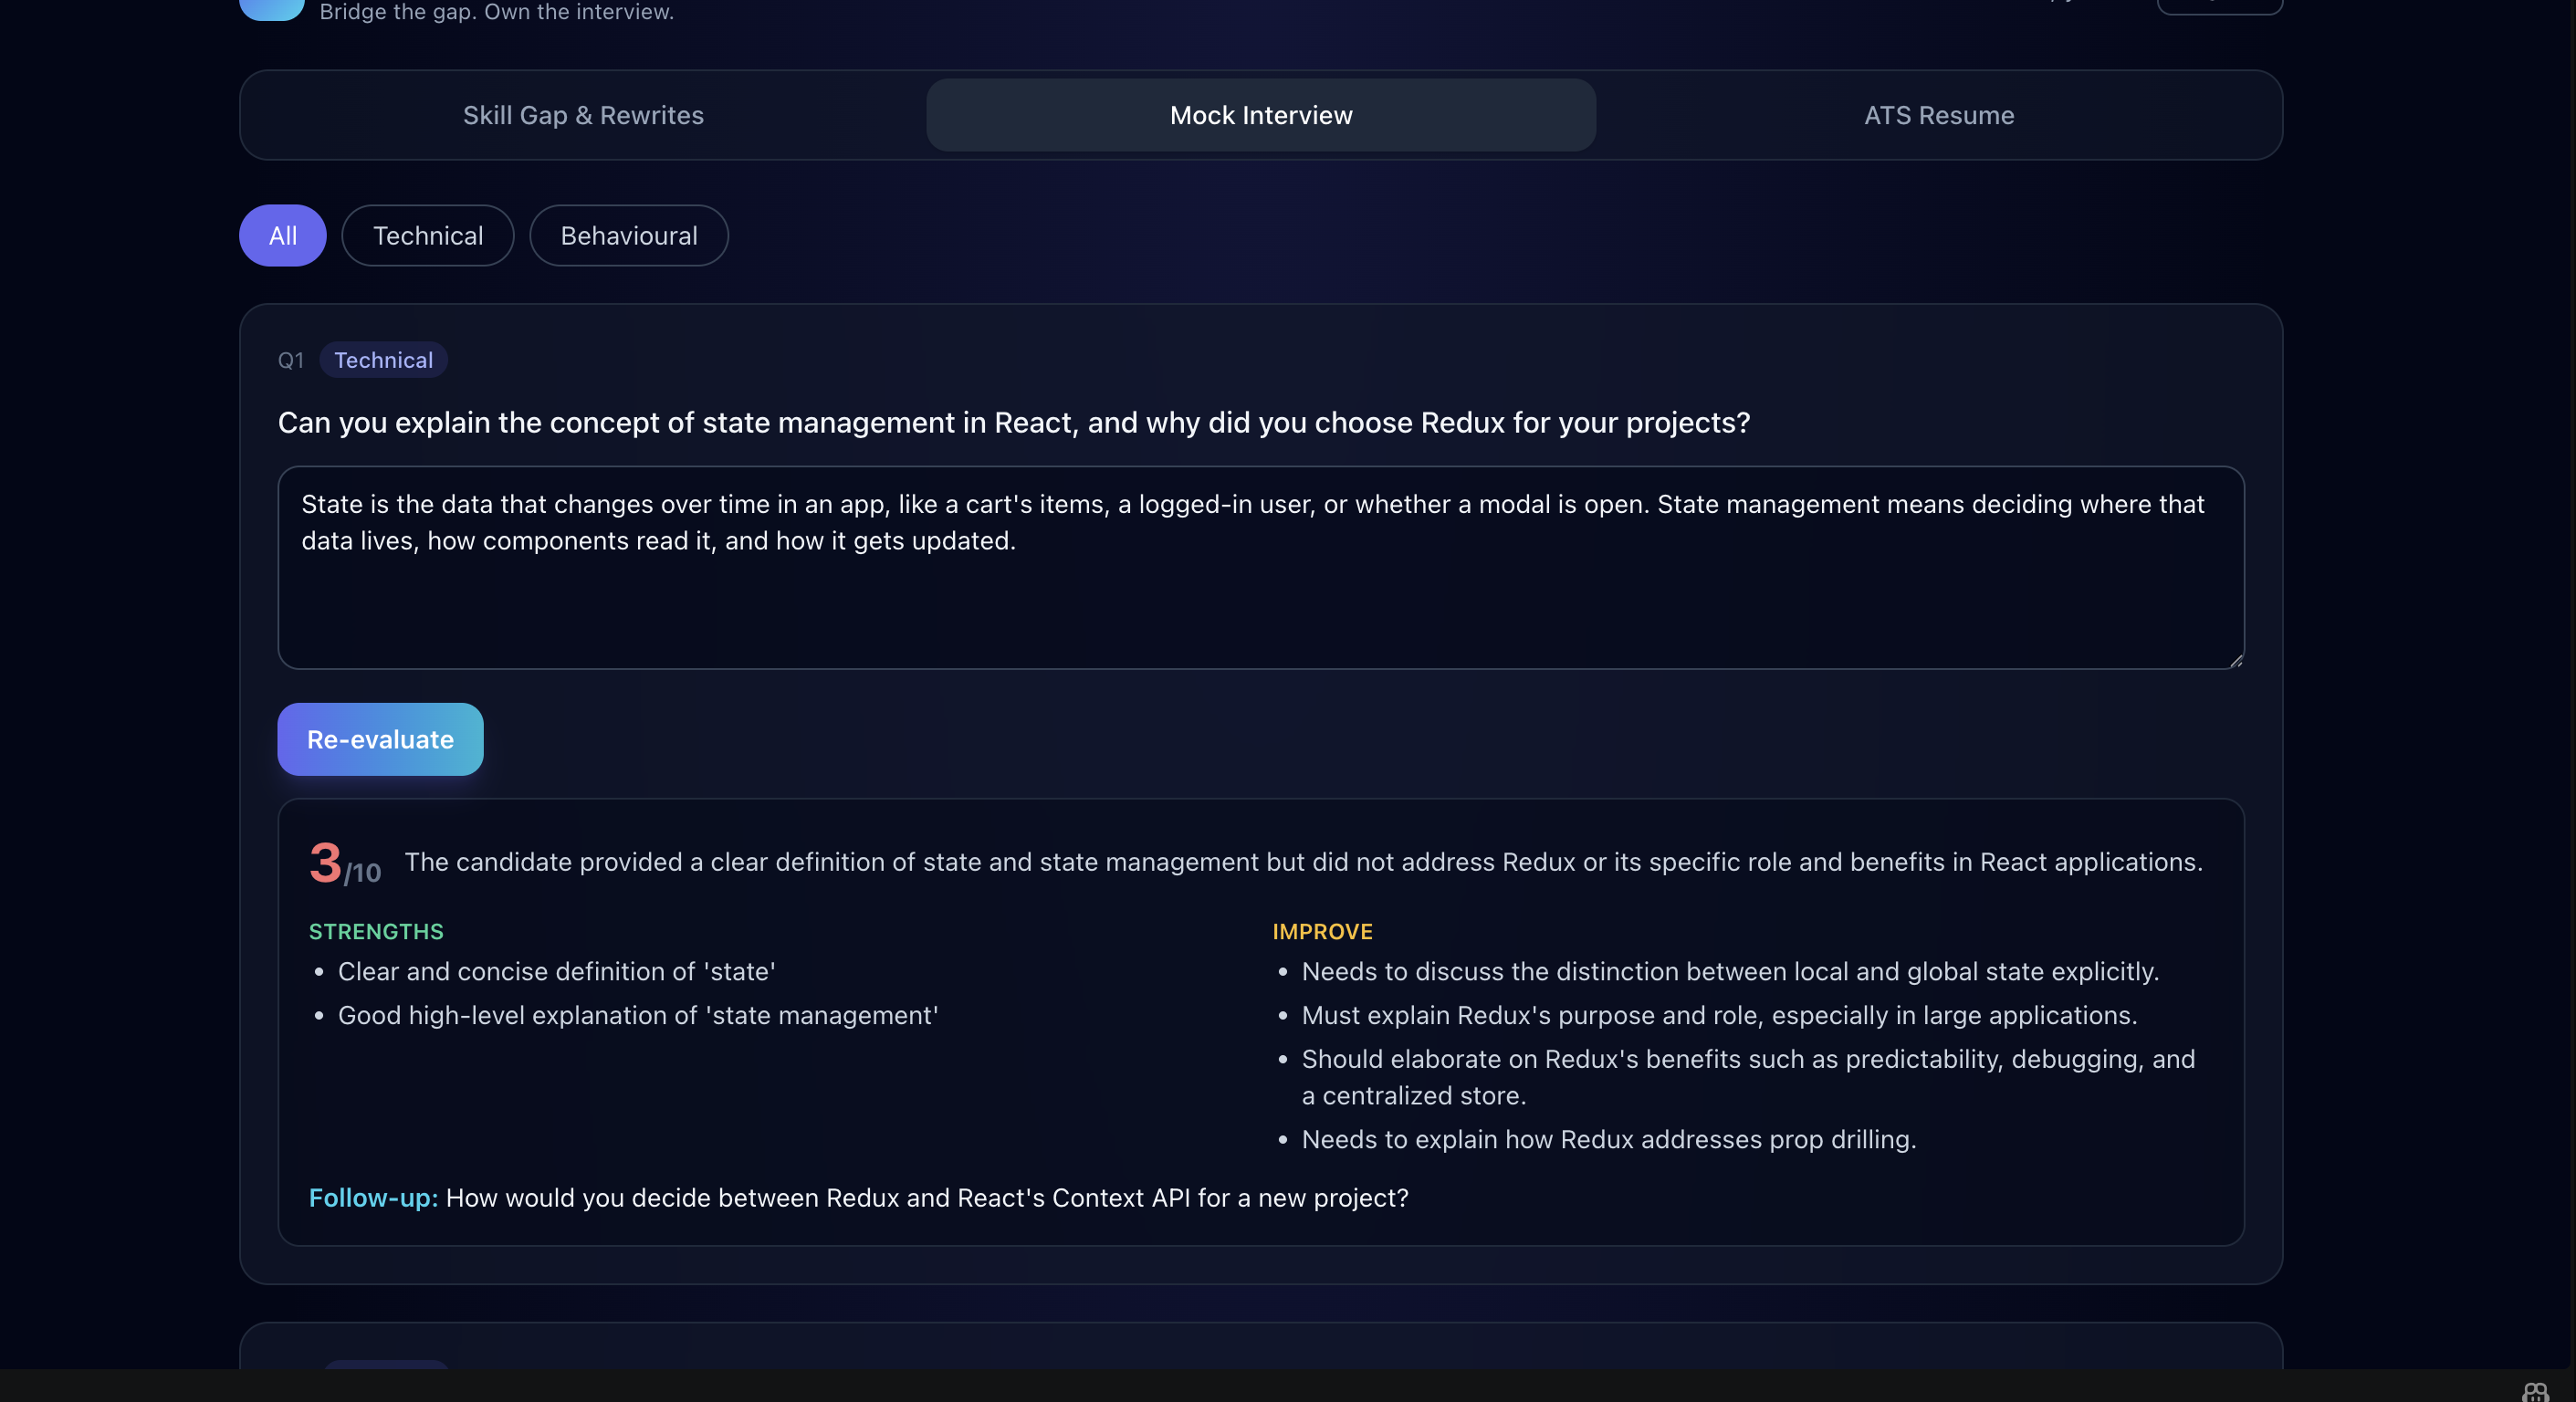 Bridge the gap. Own the interview.
Skill Gap & Rewrites
Mock Interview
ATS Resume
All
Technical
Behavioural
Q1
Technical
Can you explain the concept of state management in React, and why did you choose Redux for your projects?
State is the data that changes over time in an app, like a cart's items, a logged-in user, or whether a modal is open. State management means deciding where that
data lives, how components read it, and how it gets updated.
Re-evaluate
3/10
The candidate provided a clear definition of state and state management but did not address Redux or its specific role and benefits in React applications.
STRENGTHS
• Clear and concise definition of 'state'
• Good high-level explanation of 'state management'
IMPROVE
• Needs to discuss the distinction between local and global state explicitly.
• Must explain Redux's purpose and role, especially in large applications.
• Should elaborate on Redux's benefits such as predictability, debugging, and
a centralized store.
• Needs to explain how Redux addresses prop drilling.
Follow-up: How would you decide between Redux and React's Context API for a new project?